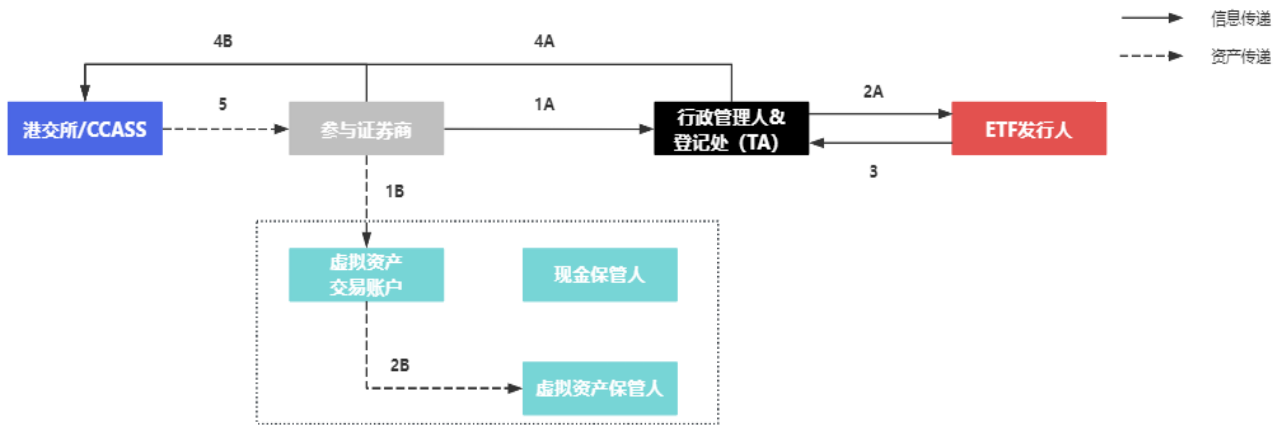 信息传递
资产传递
4B
4A
5
1A
2A
港交所/CCASS
参与证券商
行政管理人&
登记处（TA）
ETF发行人
3
1B
虚拟资产
交易账户
现金保管人
2B
虚拟资产保管人